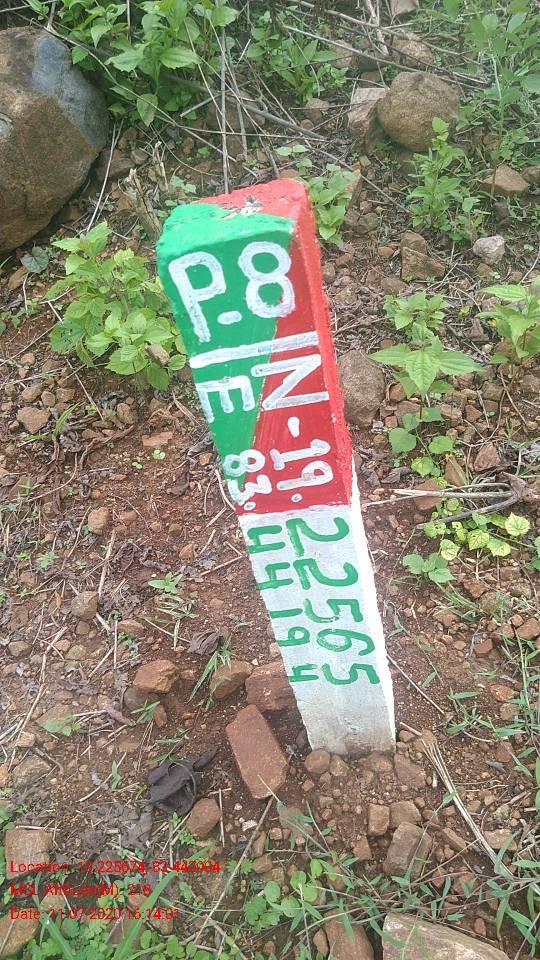 P-8
E 83.44194
N-19.22565
Location: 19.225674, 83.442004
MSL Altitude(M): 218
Date: 11-07-2020 16:14:01